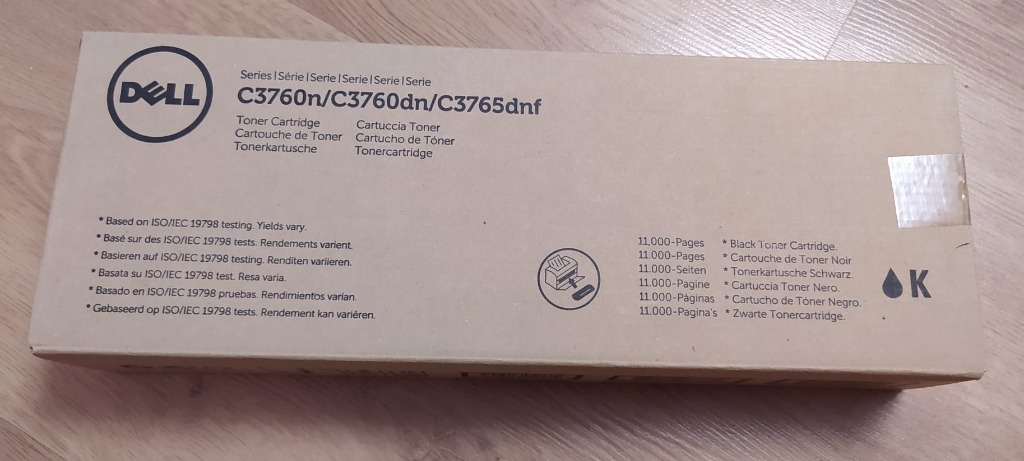 DELL
Series | Série | Serie | Serie | Serie | Serie
C3760n/C3760dn/C3765dnf
Toner Cartridge
Cartouche de Toner
Tonerkartusche
Cartuccia Toner
Cartucho de Tóner
Tonercartridge
* Based on ISO/IEC 19798 testing. Yields vary.
* Basé sur des ISO/IEC 19798 tests. Rendements varient.
* Basieren auf ISO/IEC 19798 testing. Renditen variieren.
* Basata su ISO/IEC 19798 test. Resa varia.
* Basado en ISO/IEC 19798 pruebas. Rendimientos varían.
* Gebaseerd op ISO/IEC 19798 tests. Rendement kan variëren.
11,000-Pages * Black Toner Cartridge.
11.000-Pages * Cartouche de Toner Noir
11.000-Seiten * Tonerkartusche Schwarz.
11.000-Pagine * Cartuccia Toner Nero.
11.000-Páginas * Cartucho de Tóner Negro.
11.000-Pagina's * Zwarte Tonercartridge.
K